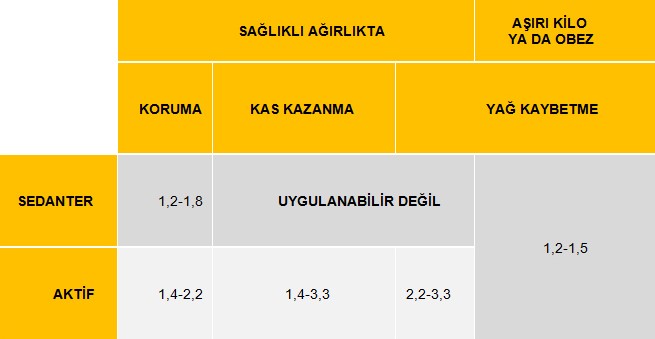 SAĞLIKLI AĞIRLIKTA
AŞIRI KİLO
YA DA OBEZ
KORUMA
KAS KAZANMA
YAĞ KAYBETME
SEDANTER
1,2-1,8
UYGULANABİLİR DEĞİL
1,2-1,5
AKTİF
1,4-2,2
1,4-3,3
2,2-3,3